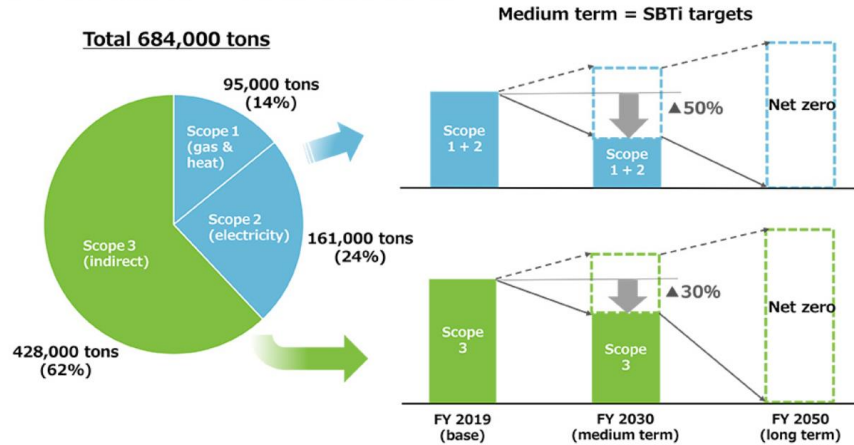 Total 684,000 tons
95,000 tons
(14%)
Scope 1
(gas &
heat)
Scope 2
(electricity)
161,000 tons
(24%)
Scope 3
(indirect)
428,000 tons
(62%)
Medium term = SBTi targets
Scope
1 + 2
▲50%
Scope
1 + 2
Net zero
Scope
3
▲30%
Scope
3
Net zero
FY 2019
(base)
FY 2030
(medium term)
FY 2050
(long term)